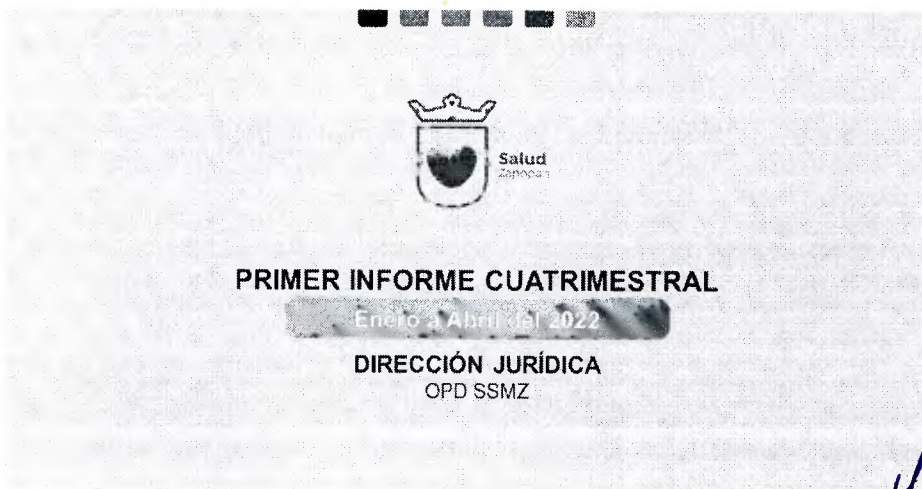 Salud
Zapopan
PRIMER INFORME CUATRIMESTRAL
Enero a Abril del 2022
DIRECCIÓN JURÍDICA
OPD SSMZ